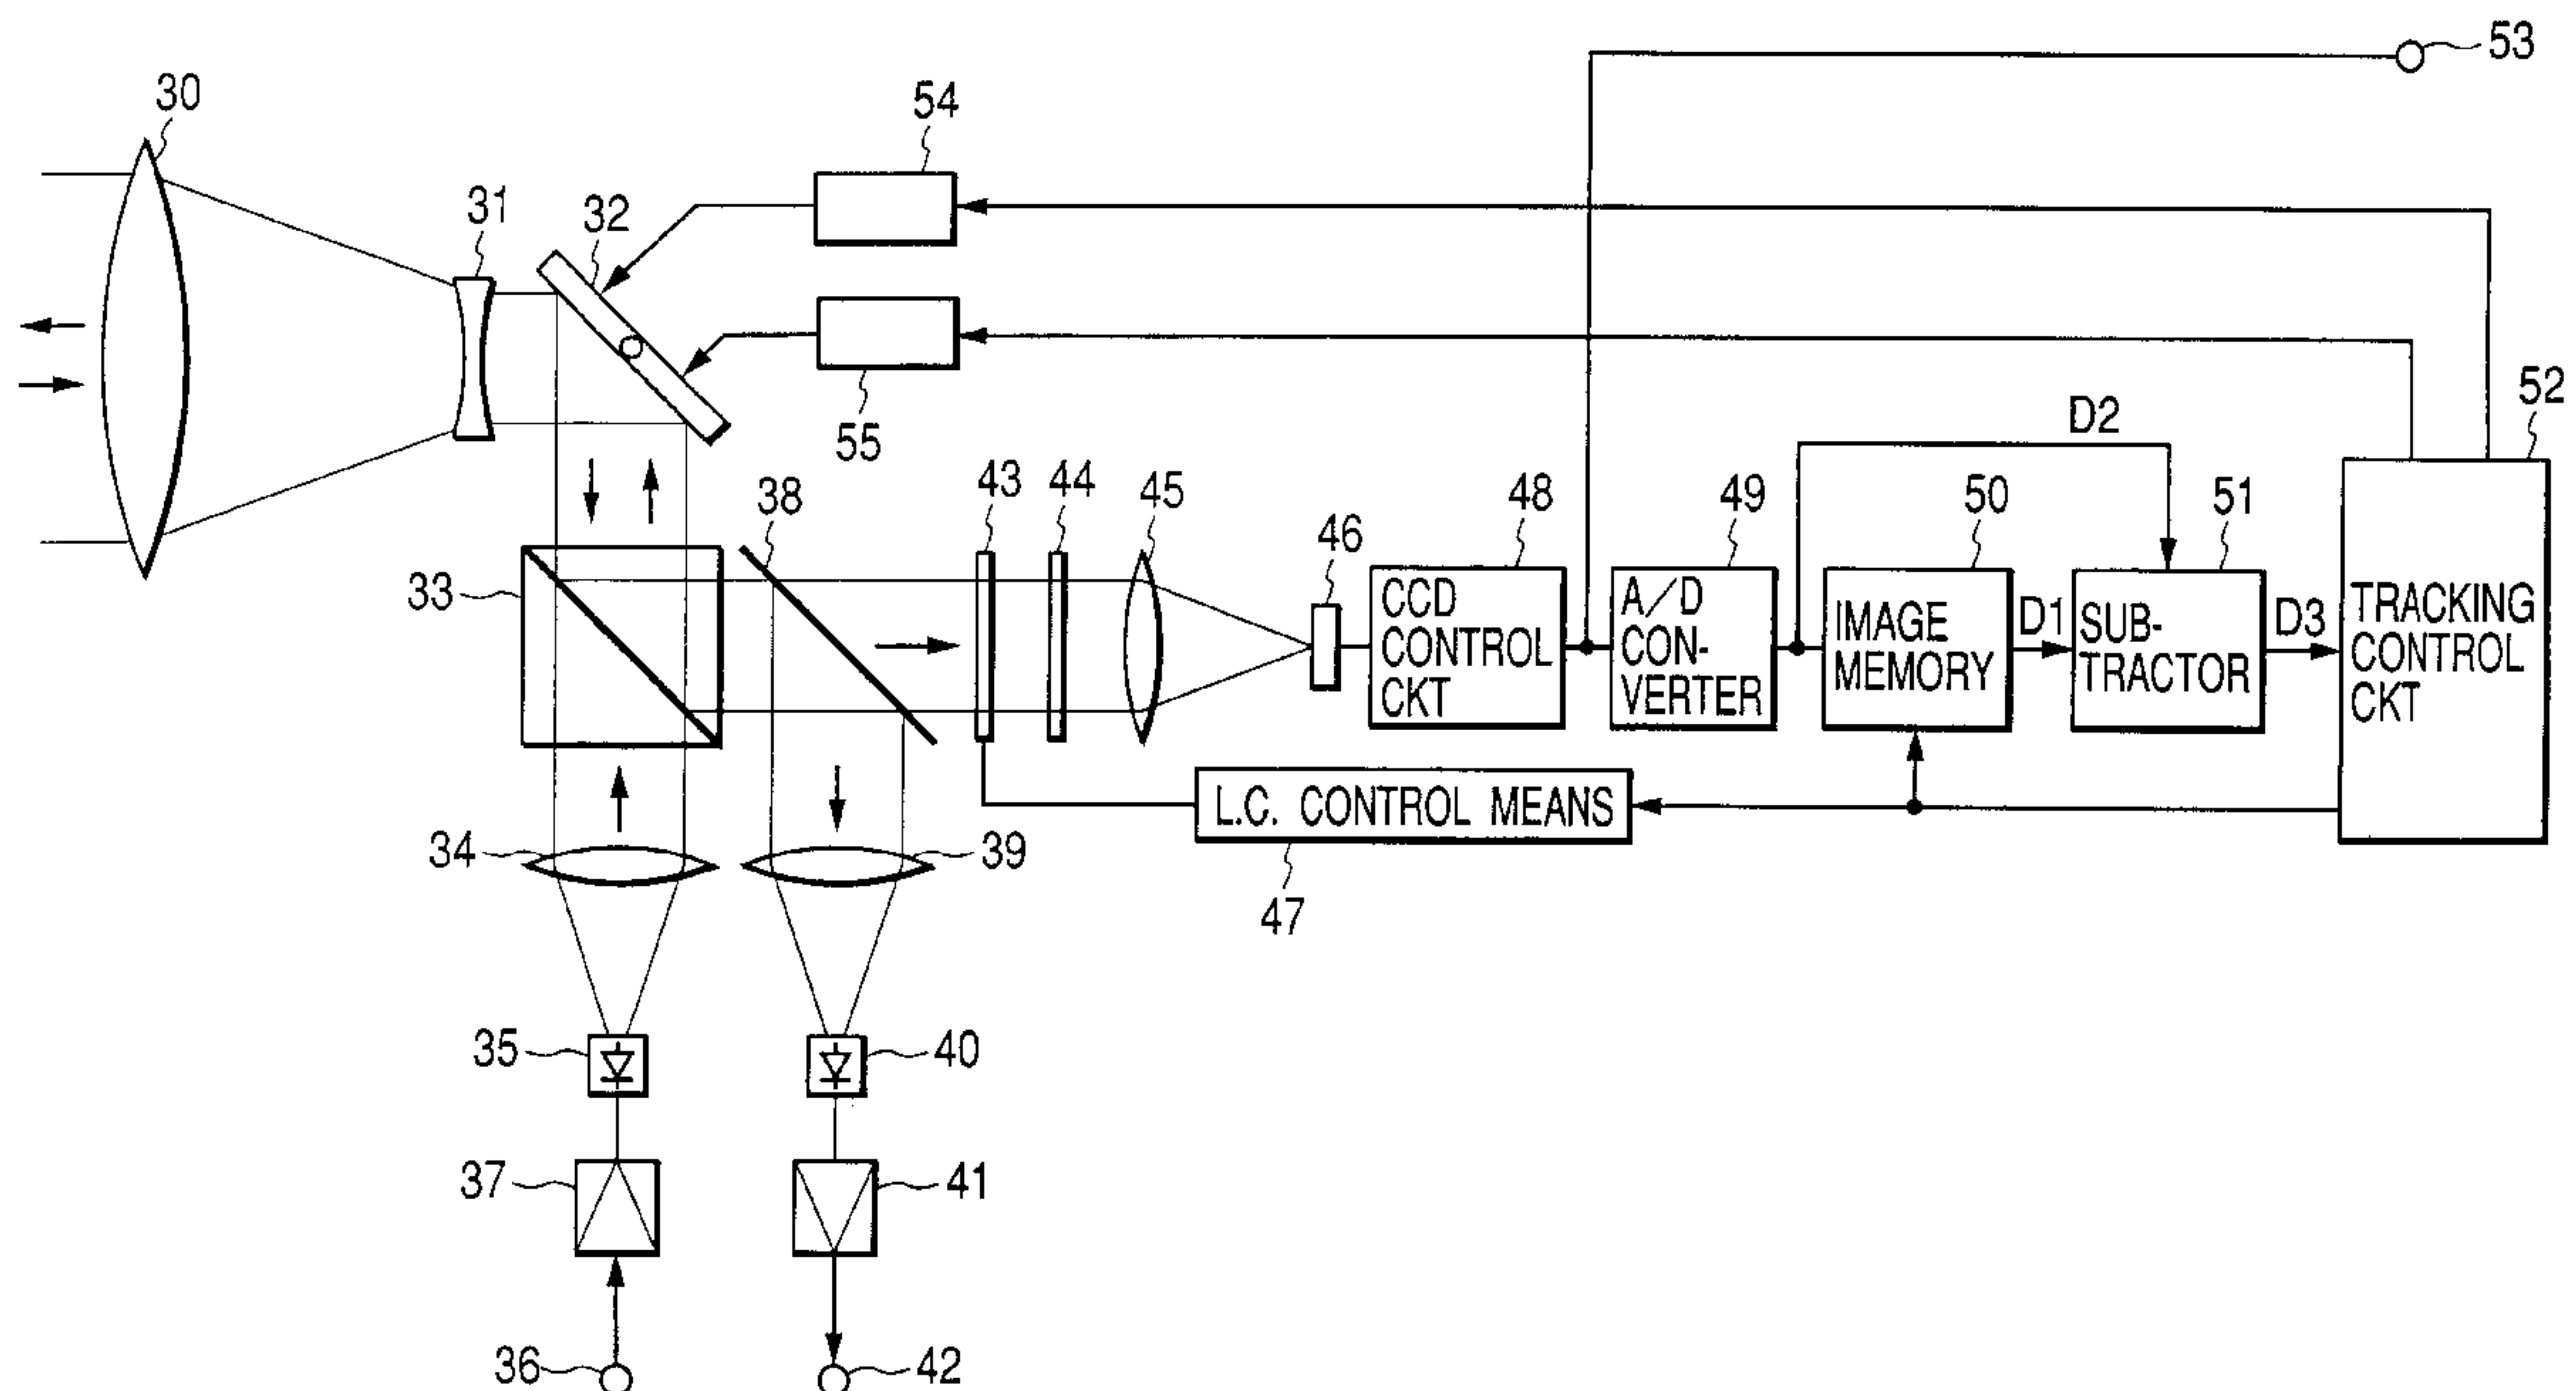 53
30
54
31
32
52
D2
55
38
43
44
45
46
48
49
50
51
33
CCD
CONTROL
CKT
A/D
CON-
VERTER
IMAGE
MEMORY
D1
SUB-
TRACTOR
D3
TRACKING
CONTROL
CKT
L.C. CONTROL MEANS
34
39
47
35
40
37
41
36
42